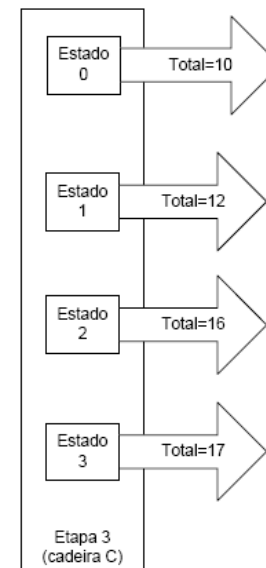 Estado
0
Total=10
Estado
1
Total=12
Estado
2
Total=16
Estado
3
Total=17
Etapa 3
(cadeira C)